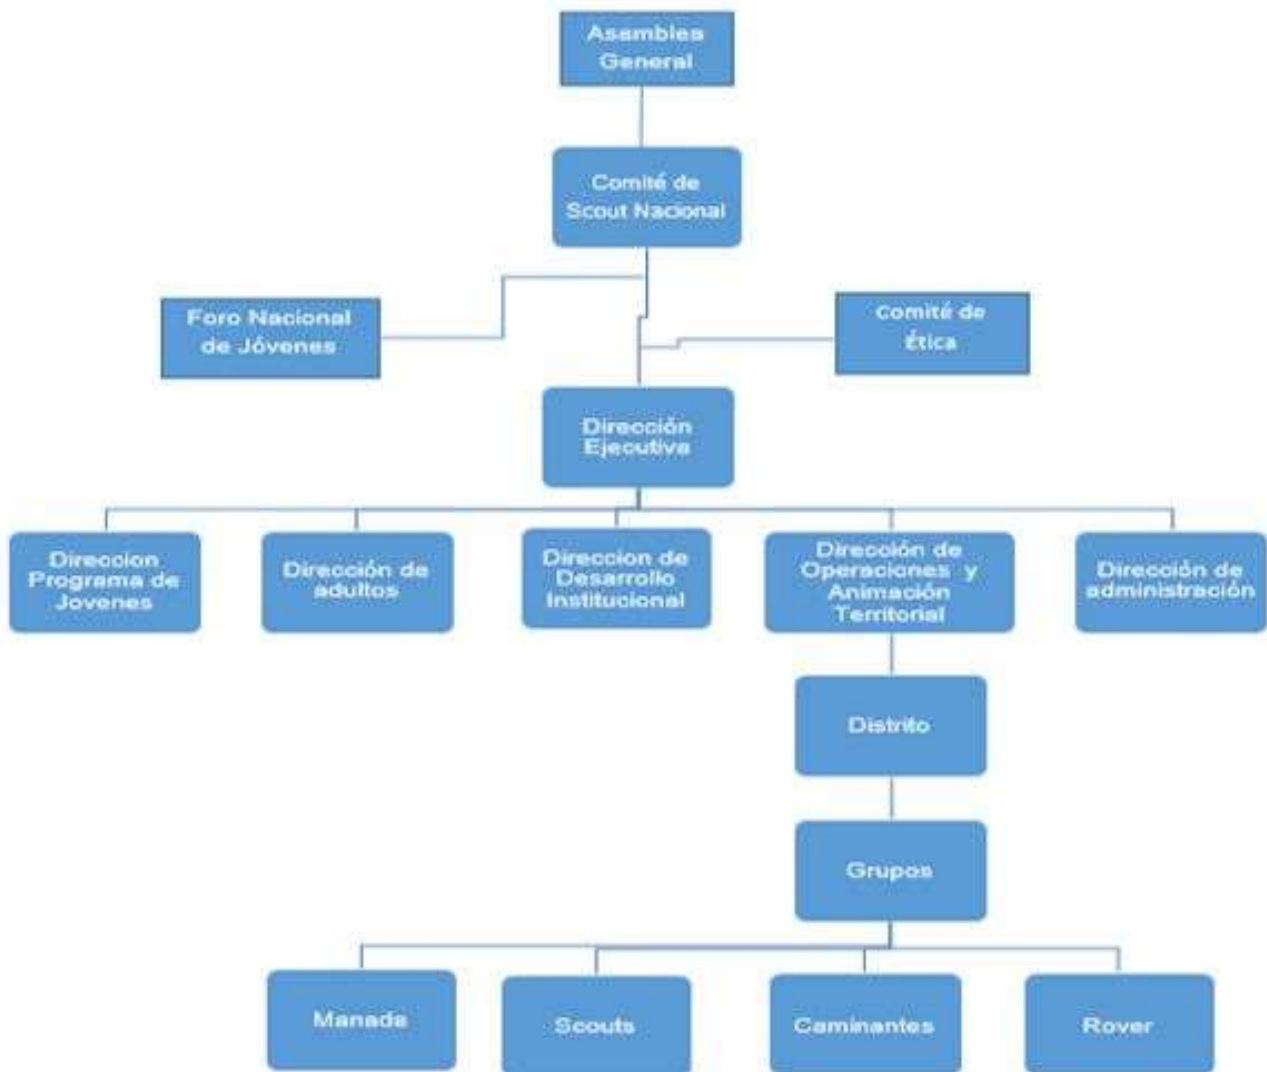 Asamblea
General
Comité de
Scout Nacional
Foro Nacional
de Jóvenes
Comité de
Ética
Dirección
Ejecutiva
Direccion
Programa de
Jovenes
Dirección de
adultos
Direccion de
Desarrollo
Institucional
Dirección de
Operaciones y
Animación
Territorial
Dirección de
administración
Distrito
Grupos
Manada
Scouts
Caminantes
Rover